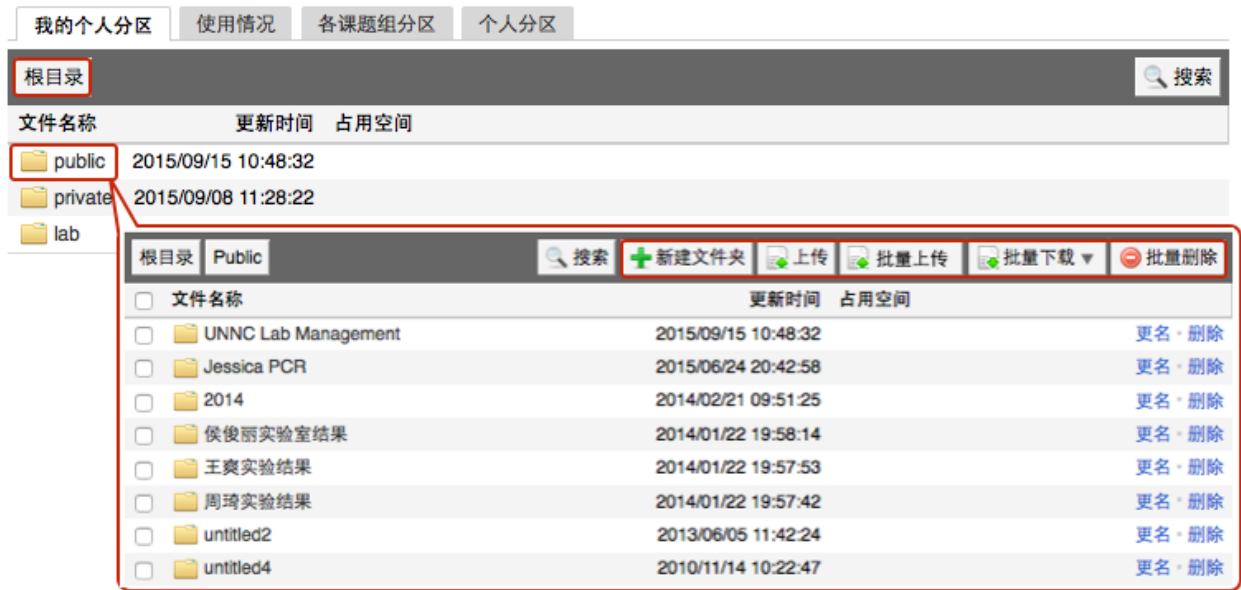 我的个人分区 使用情况 各课题组分区 个人分区
根目录 搜索
文件名称 更新时间 占用空间
public 2015/09/15 10:48:32
private 2015/09/08 11:28:22
lab
根目录 Public 搜索 新建文件夹 上传 批量上传 批量下载 批量删除
文件名称 更新时间 占用空间
UNNC Lab Management 2015/09/15 10:48:32 更名 · 删除
Jessica PCR 2015/06/24 20:42:58 更名 · 删除
2014 2014/02/21 09:51:25 更名 · 删除
侯俊丽实验室结果 2014/01/22 19:58:14 更名 · 删除
王爽实验结果 2014/01/22 19:57:53 更名 · 删除
周琦实验结果 2014/01/22 19:57:42 更名 · 删除
untitled2 2013/06/05 11:42:24 更名 · 删除
untitled4 2010/11/14 10:22:47 更名 · 删除